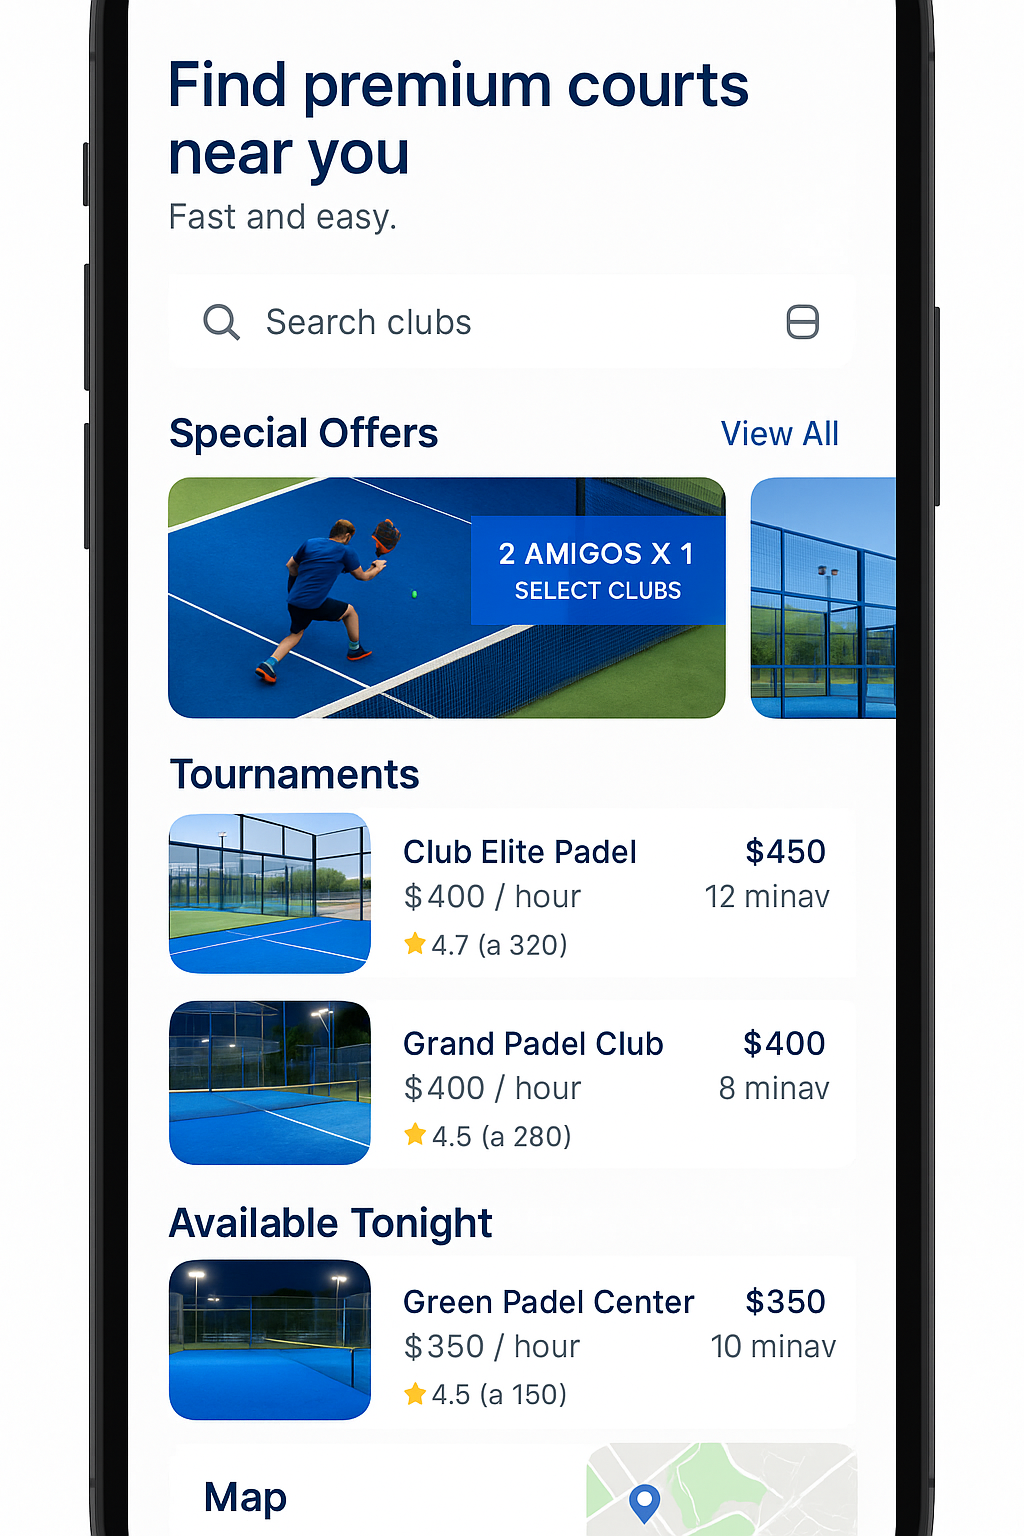 Find premium courts
near you
Fast and easy.
Search clubs
Special Offers
View All
2 AMIGOS X 1
SELECT CLUBS
Tournaments
Club Elite Padel
$450
$400 / hour
12 minav
4.7 (a 320)
Grand Padel Club
$400
$400 / hour
8 minav
4.5 (a 280)
Available Tonight
Green Padel Center
$350
$350 / hour
10 minav
4.5 (a 150)
Map